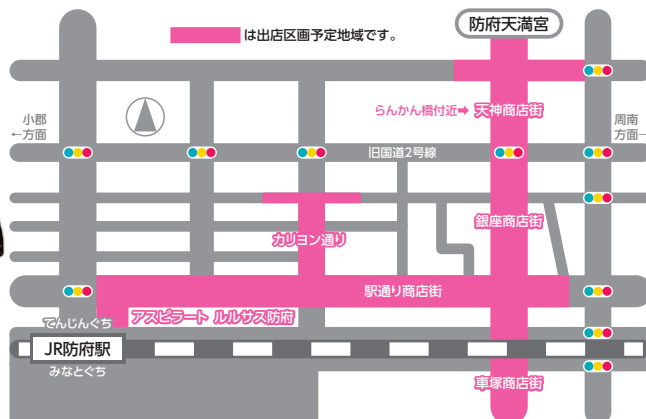 防府天満宮
は出店区画予定地域です。
らんかん橋付近➡ 天神商店街
小郡
←方面
周南
方面
旧国道2号線
銀座商店街
カリヨン通り
駅通り商店街
アスピラート ルルサス防府
てんじんぐち
JR防府駅
みなとぐち
車塚商店街